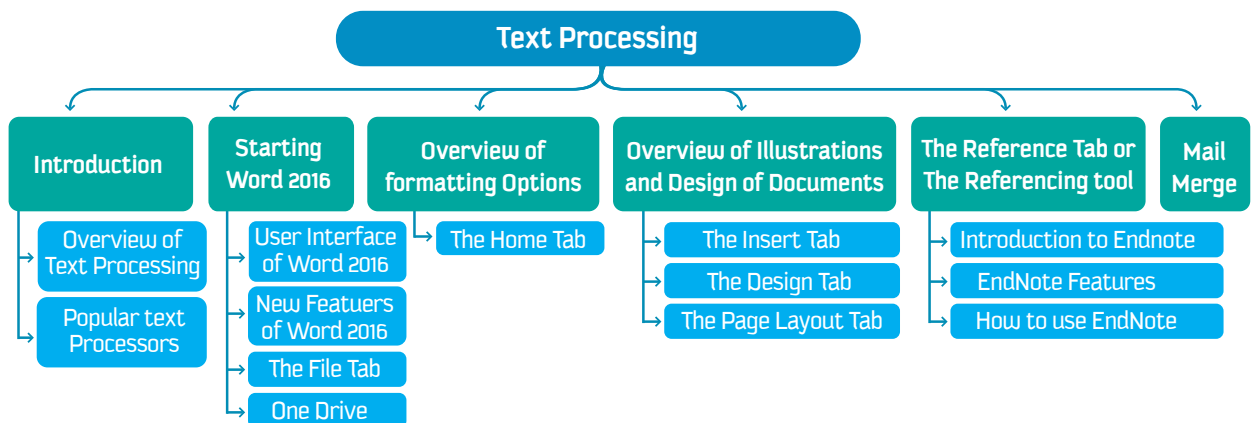 Text Processing
Introduction
Overview of
Text Processing
Popular text
Processors
Starting
Word 2016
User Interface
of Word 2016
New Featuers
of Word 2016
The File Tab
One Drive
Overview of
formatting Options
The Home Tab
Overview of Illustrations
and Design of Documents
The Insert Tab
The Design Tab
The Page Layout Tab
The Reference Tab or
The Referencing tool
Introduction to Endnote
EndNote Features
How to use EndNote
Mail
Merge